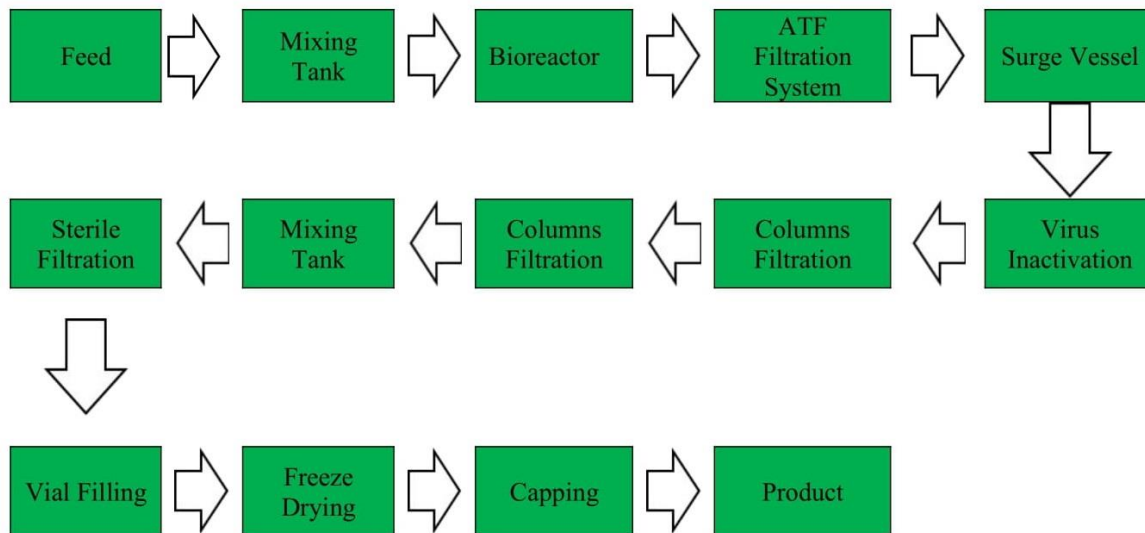 Feed
Mixing
Tank
Bioreactor
ATF
Filtration
System
Surge Vessel
Sterile
Filtration
Mixing
Tank
Columns
Filtration
Columns
Filtration
Virus
Inactivation
Vial Filling
Freeze
Drying
Capping
Product